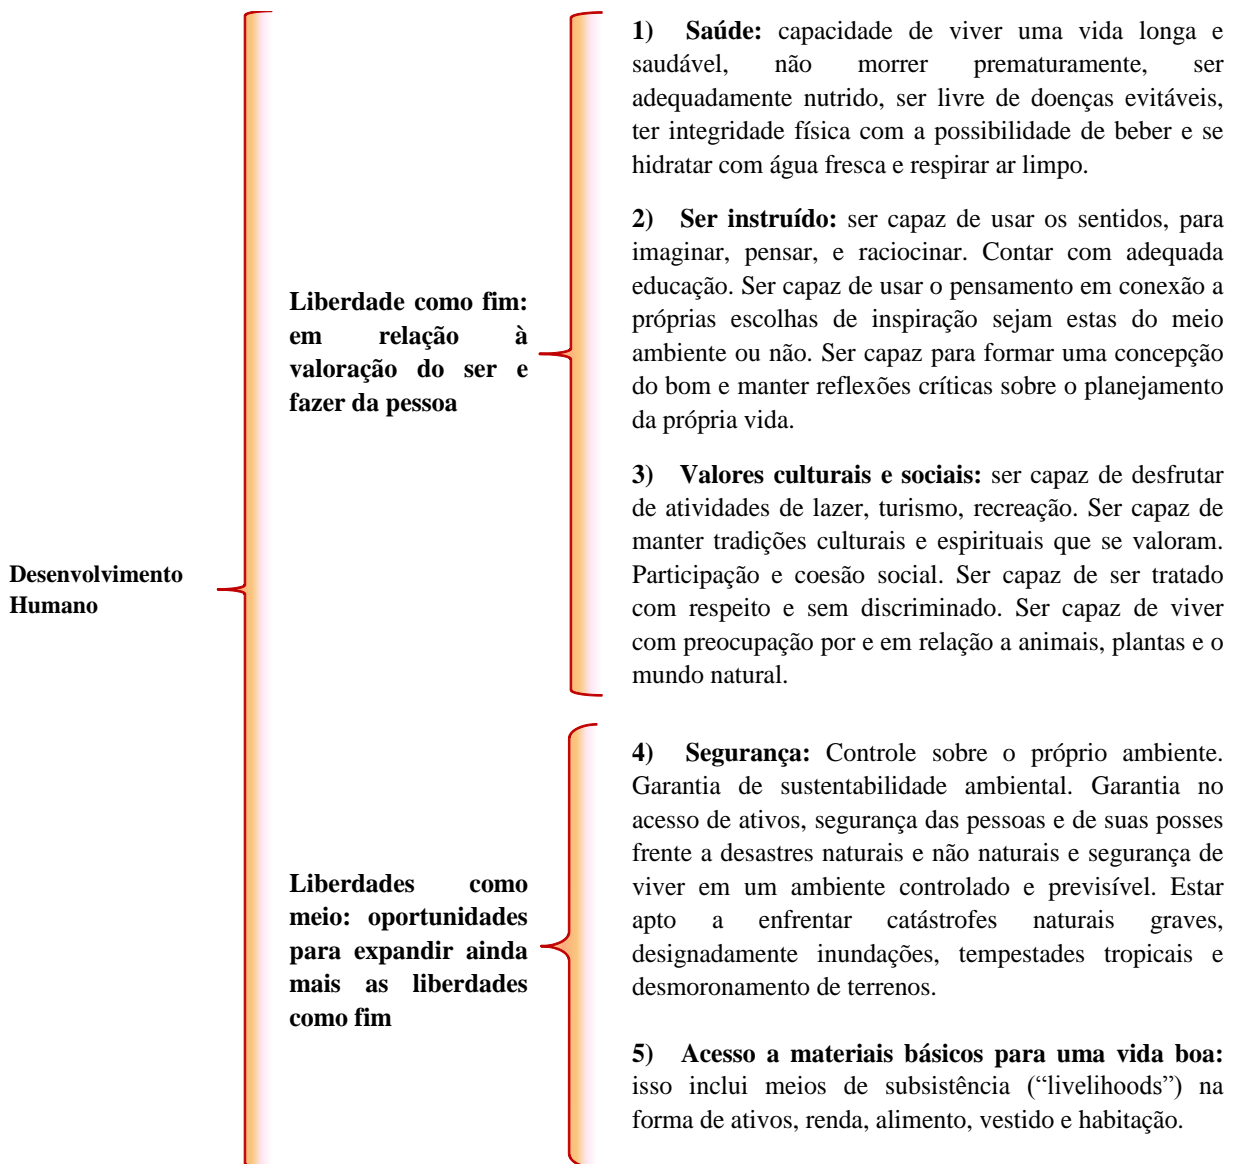 1) Saúde: capacidade de viver uma vida longa e
saudável, não morrer prematuramente, ser
adequadamente nutrido, ser livre de doenças evitáveis,
ter integridade física com a possibilidade de beber e se
hidratar com água fresca e respirar ar limpo.
2) Ser instruído: ser capaz de usar os sentidos, para
imaginar, pensar, e raciocinar. Contar com adequada
educação. Ser capaz de usar o pensamento em conexão a
próprias escolhas de inspiração sejam estas do meio
ambiente ou não. Ser capaz para formar uma concepção
do bom e manter reflexões críticas sobre o planejamento
da própria vida.
Liberdade como fim:
em relação à
valoração do ser e
fazer da pessoa
3) Valores culturais e sociais: ser capaz de desfrutar
de atividades de lazer, turismo, recreação. Ser capaz de
manter tradições culturais e espirituais que se valoram.
Participação e coesão social. Ser capaz de ser tratado
com respeito e sem discriminado. Ser capaz de viver
com preocupação por e em relação a animais, plantas e o
mundo natural.
Desenvolvimento
Humano
4) Segurança: Controle sobre o próprio ambiente.
Garantia de sustentabilidade ambiental. Garantia no
acesso de ativos, segurança das pessoas e de suas posses
frente a desastres naturais e não naturais e segurança de
viver em um ambiente controlado e previsível. Estar
apto a enfrentar catástrofes naturais graves,
designadamente inundações, tempestades tropicais e
desmoronamento de terrenos.
Liberdades como
meio: oportunidades
para expandir ainda
mais as liberdades
como fim
5) Acesso a materiais básicos para uma vida boa:
isso inclui meios de subsistência (“livelihoods”) na
forma de ativos, renda, alimento, vestido e habitação.